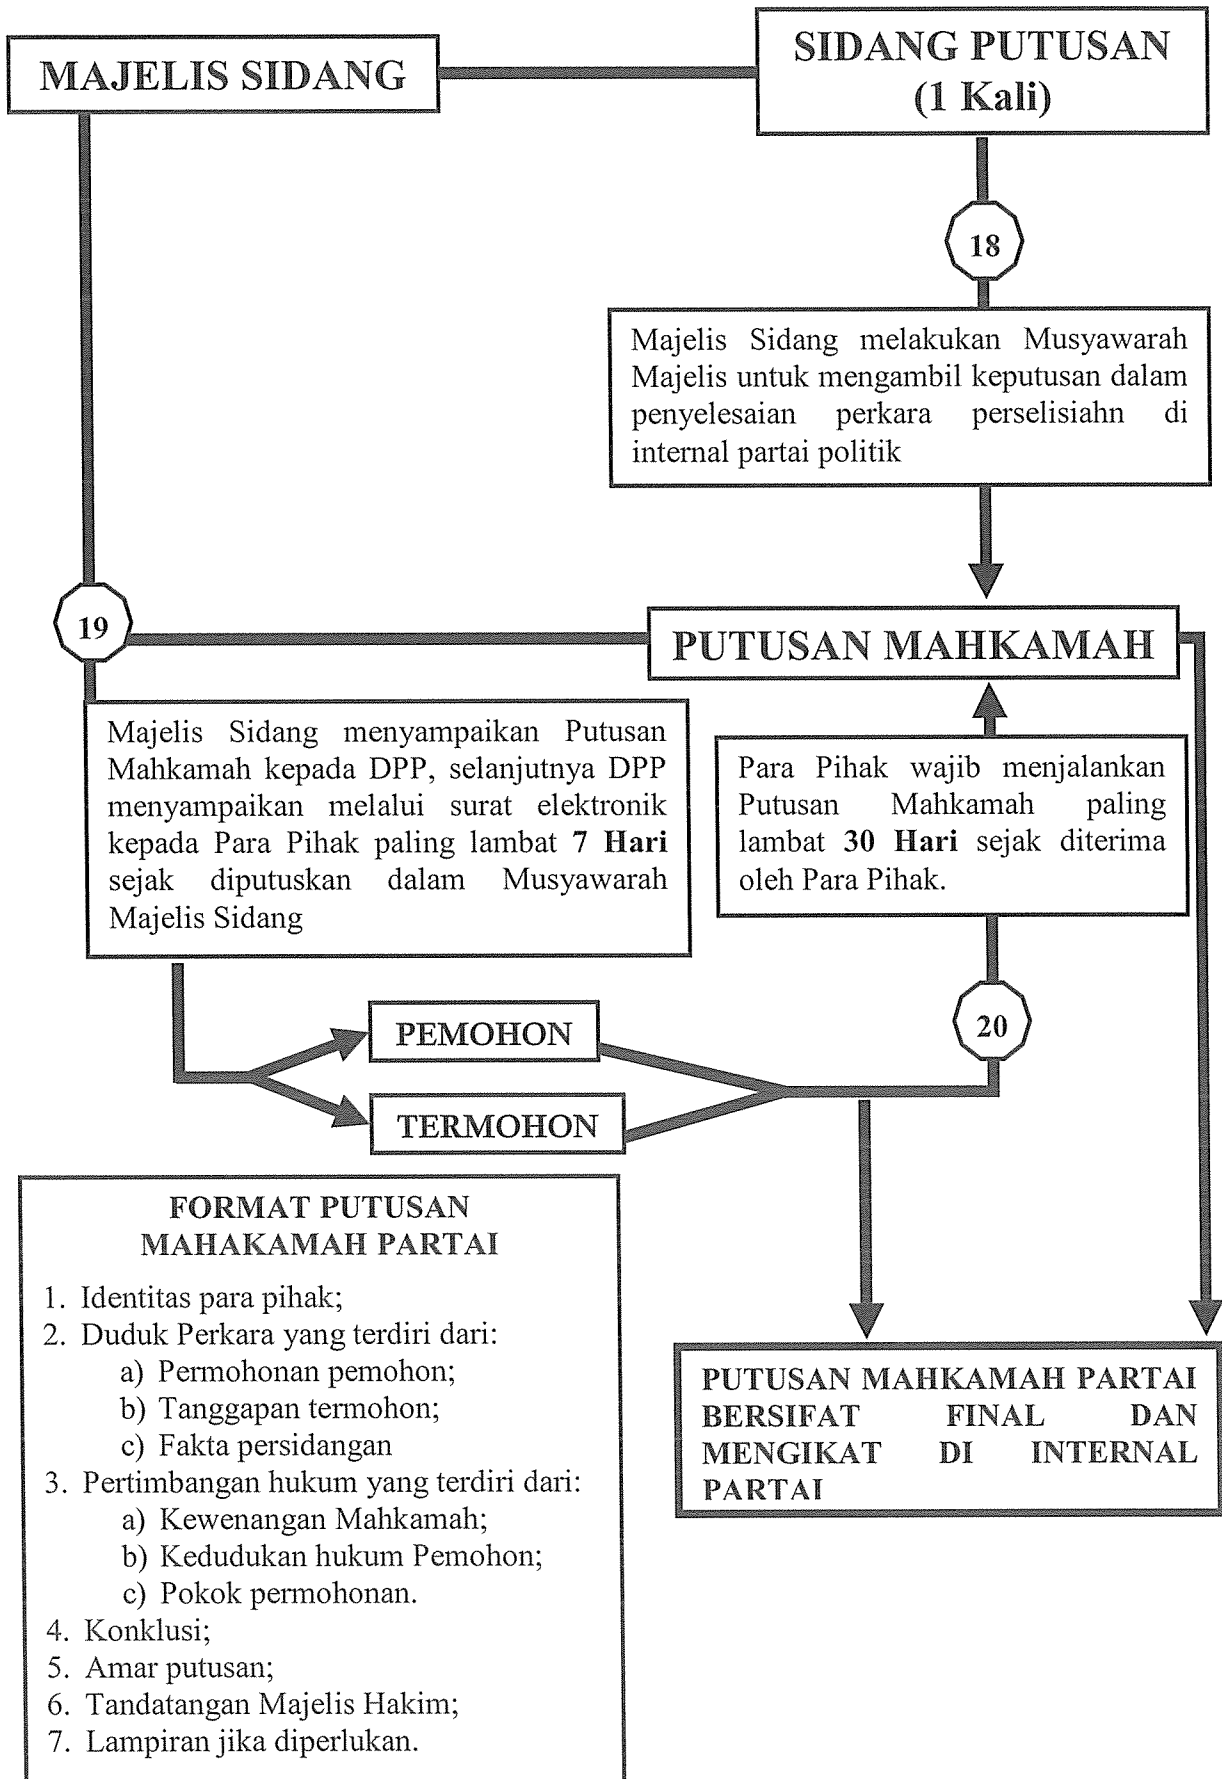 MAJELIS SIDANG
SIDANG PUTUSAN
(1 Kali)
18
Majelis Sidang melakukan Musyawarah
Majelis untuk mengambil keputusan dalam
penyelesaian perkara perselisiahn di
internal partai politik
19
PUTUSAN MAHKAMAH
Majelis Sidang menyampaikan Putusan
Mahkamah kepada DPP, selanjutnya DPP
menyampaikan melalui surat elektronik
kepada Para Pihak paling lambat 7 Hari
sejak diputuskan dalam Musyawarah
Majelis Sidang
Para Pihak wajib menjalankan
Putusan Mahkamah paling
lambat 30 Hari sejak diterima
oleh Para Pihak.
20
PEMOHON
TERMOHON
FORMAT PUTUSAN
MAHAKAMAH PARTAI
1. Identitas para pihak;
2. Duduk Perkara yang terdiri dari:
a) Permohonan pemohon;
b) Tanggapan termohon;
c) Fakta persidangan
3. Pertimbangan hukum yang terdiri dari:
a) Kewenangan Mahkamah;
b) Kedudukan hukum Pemohon;
c) Pokok permohonan.
4. Konklusi;
5. Amar putusan;
6. Tandatangan Majelis Hakim;
7. Lampiran jika diperlukan.
PUTUSAN MAHKAMAH PARTAI
BERSIFAT FINAL DAN
MENGIKAT DI INTERNAL
PARTAI